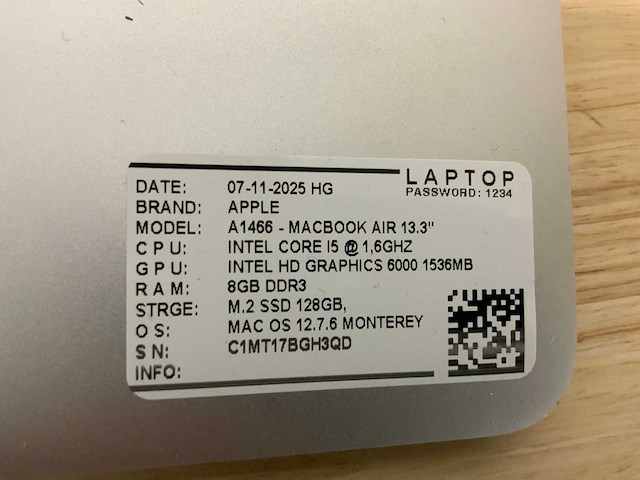 LAPTOP
PASSWORD: 1234
DATE: 07-11-2025 HG
BRAND: APPLE
MODEL: A1466 - MACBOOK AIR 13.3"
CPU: INTEL CORE I5 @ 1,6GHZ
GPU: INTEL HD GRAPHICS 6000 1536MB
RAM: 8GB DDR3
STRGE: M.2 SSD 128GB,
OS: MAC OS 12.7.6 MONTEREY
SN: C1MT17BGH3QD
INFO: